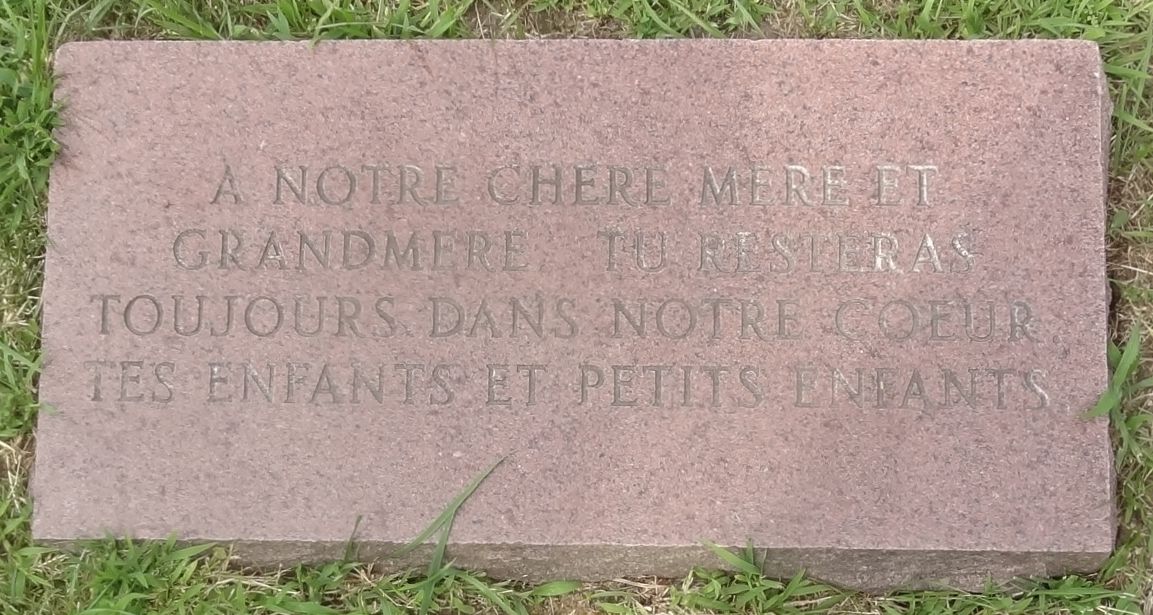 A NOTRE CHERE MERE ET
GRANDMERE TU RESTERAS
TOUJOURS DANS NOTRE COEUR
TES ENFANTS ET PETITS ENFANTS